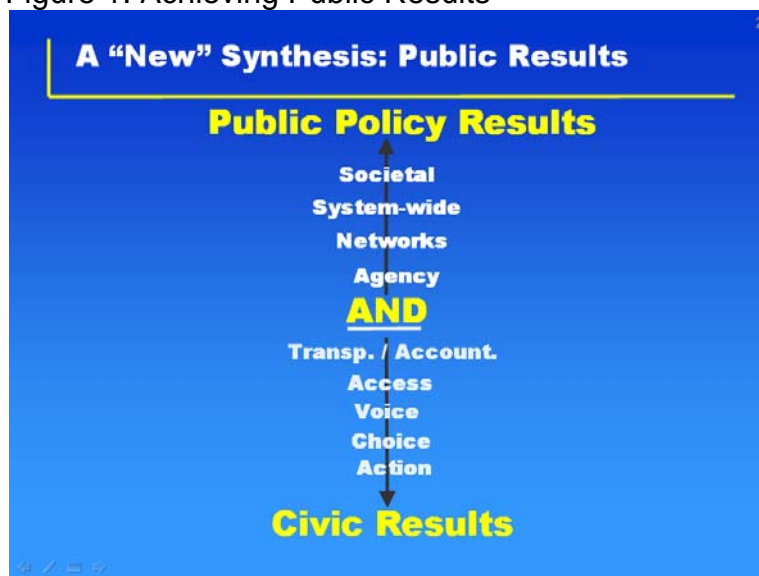 Figure 1: Achieving Public Results
A “New” Synthesis: Public Results
Public Policy Results
Societal
System-wide
Networks
Agency
AND
Transp. / Account.
Access
Voice
Choice
Action
Civic Results